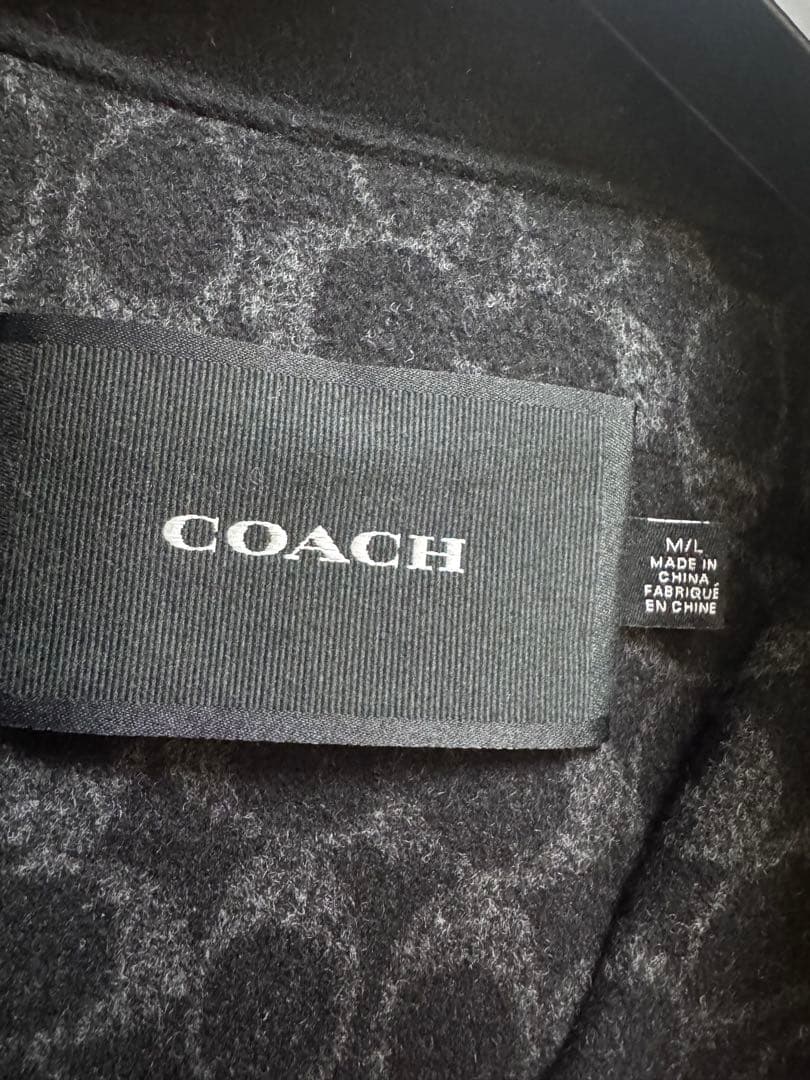 COACH
M/L
MADE IN
CHINA
FABRIQUÉ
EN CHINE